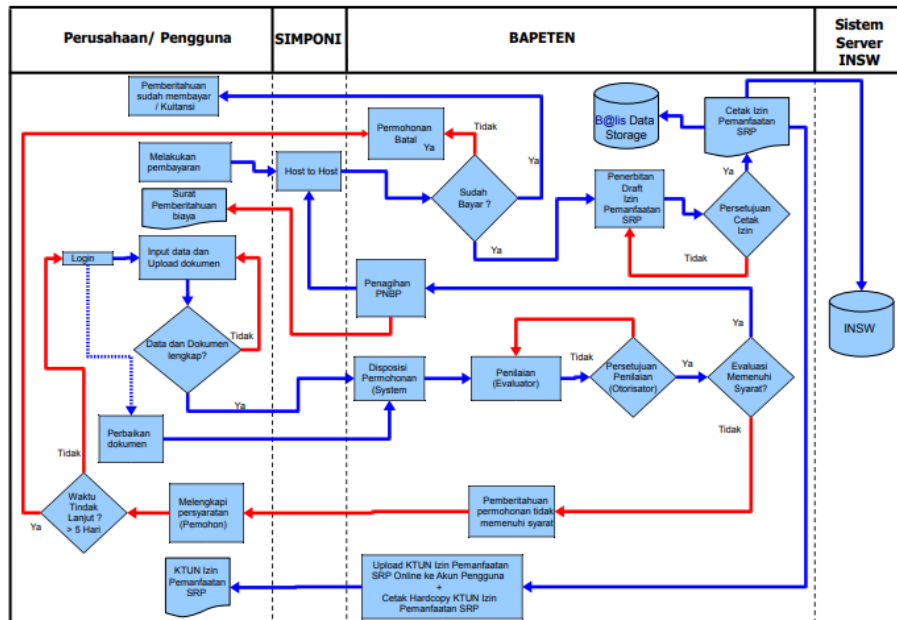 Perusahaan/ Pengguna
SIMPONI
BAPETEN
Sistem
Server
INSW
Pemberitahuan
sudah membayar
/ Kuitansi
Permohonan
Batal
Ya
Tidak
Ya
B@lis Data
Storage
Cetak Izin
Pemanfaatan
SRP
Melakukan
pembayaran
Host to Host
Sudah
Bayar ?
Ya
Penerbitan
Draft
Izin
Pemanfaatan
SRP
Ya
Persetujuan
Cetak
Izin
Tidak
Surat
Pemberitahuan
biaya
Login
Input data dan
Upload dokumen
Penagihan
PNBP
INSW
Data dan Dokumen
lengkap?
Tidak
Ya
Disposisi
Permohonan
(System
Penilaian
(Evaluator)
Tidak
Persetujuan
Penilaian
(Otorisator)
Ya
Ya
Evaluasi
Memenuhi
Syarat?
Tidak
Perbaikan
dokumen
Tidak
Waktu
Tindak
Lanjut ?
> 5 Hari
Ya
Melengkapi
persyaratan
(Pemohon)
Pemberitahuan
permohonan tidak
memenuhi syarat
KTUN Izin
Pemanfaatan
SRP
Upload KTUN Izin Pemanfaatan
SRP Online ke Akun Pengguna
+
Cetak Hardcopy KTUN Izin
Pemanfaatan SRP